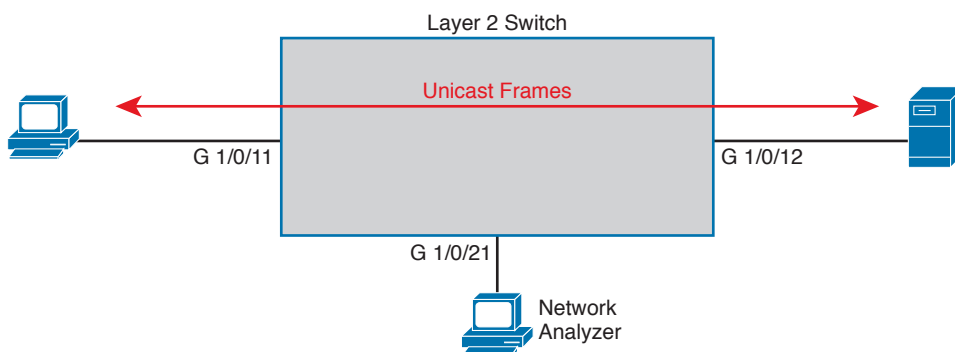 Layer 2 Switch
Unicast Frames
G 1/0/11
G 1/0/12
G 1/0/21
Network
Analyzer